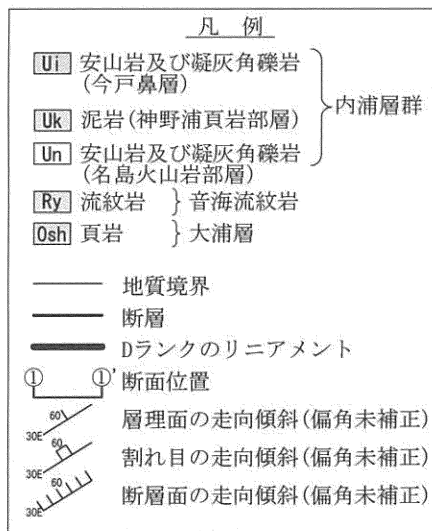 凡 例
Ui 安山岩及び凝灰角礫岩
(今戸鼻層)
Uk 泥岩(神野浦頁岩部層)
内浦層群
Un 安山岩及び凝灰角礫岩
(名島火山岩部層)
Ry 流紋岩 } 音海流紋岩
Osh 頁岩 } 大浦層
地質境界
断層
Dランクのリニアメント
① ①' 断面位置
60 30E 層理面の走向傾斜(偏角未補正)
60 30E 割れ目の走向傾斜(偏角未補正)
60 30E 断層面の走向傾斜(偏角未補正)